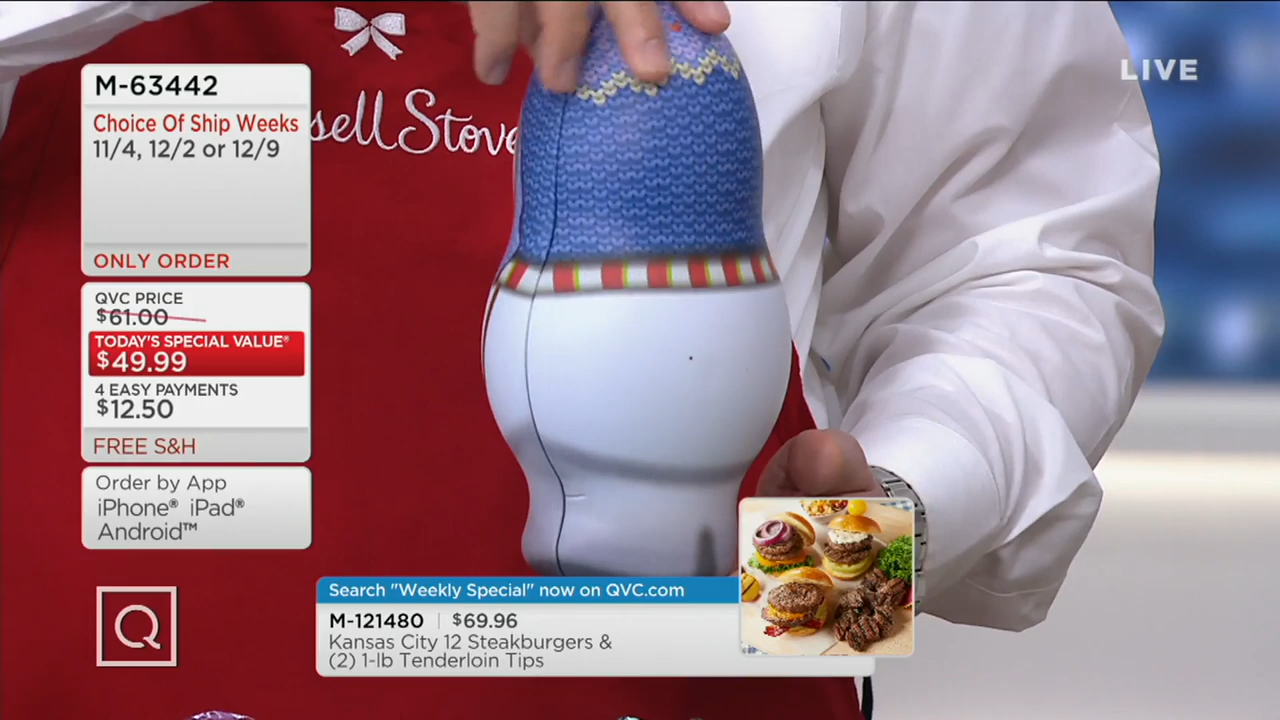 M-63442
Choice Of Ship Weeks
11/4, 12/2 or 12/9
ONLY ORDER
QVC PRICE
$61.00
TODAY'S SPECIAL VALUE®
$49.99
4 EASY PAYMENTS
$12.50
FREE S&H
Order by App
iPhone® iPad®
Android™
Q
sell Stove
LIVE
Search "Weekly Special" now on QVC.com
M-121480 | $69.96
Kansas City 12 Steakburgers &
(2) 1-lb Tenderloin Tips